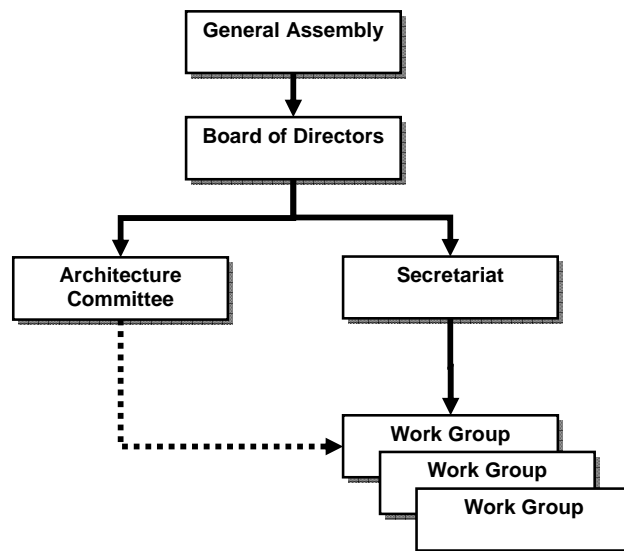 General Assembly
Board of Directors
Architecture
Committee
Secretariat
Work Group
Work Group
Work Group